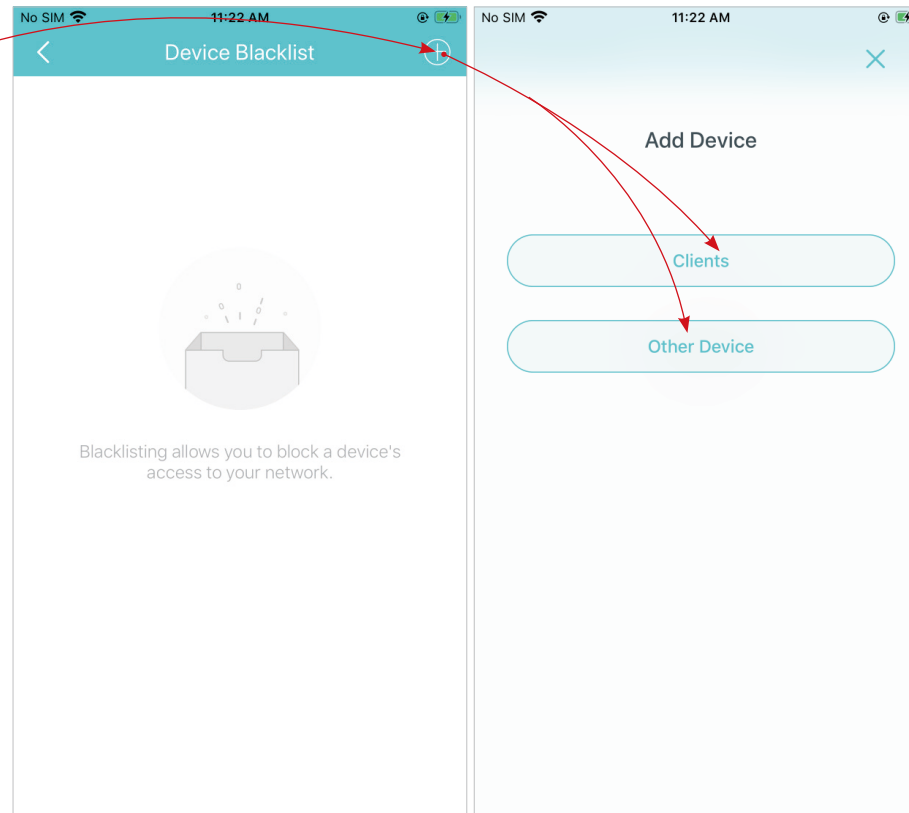 No SIM
11:22 AM
Device Blacklist
Blacklisting allows you to block a device's
access to your network.
No SIM
11:22 AM
Add Device
Clients
Other Device